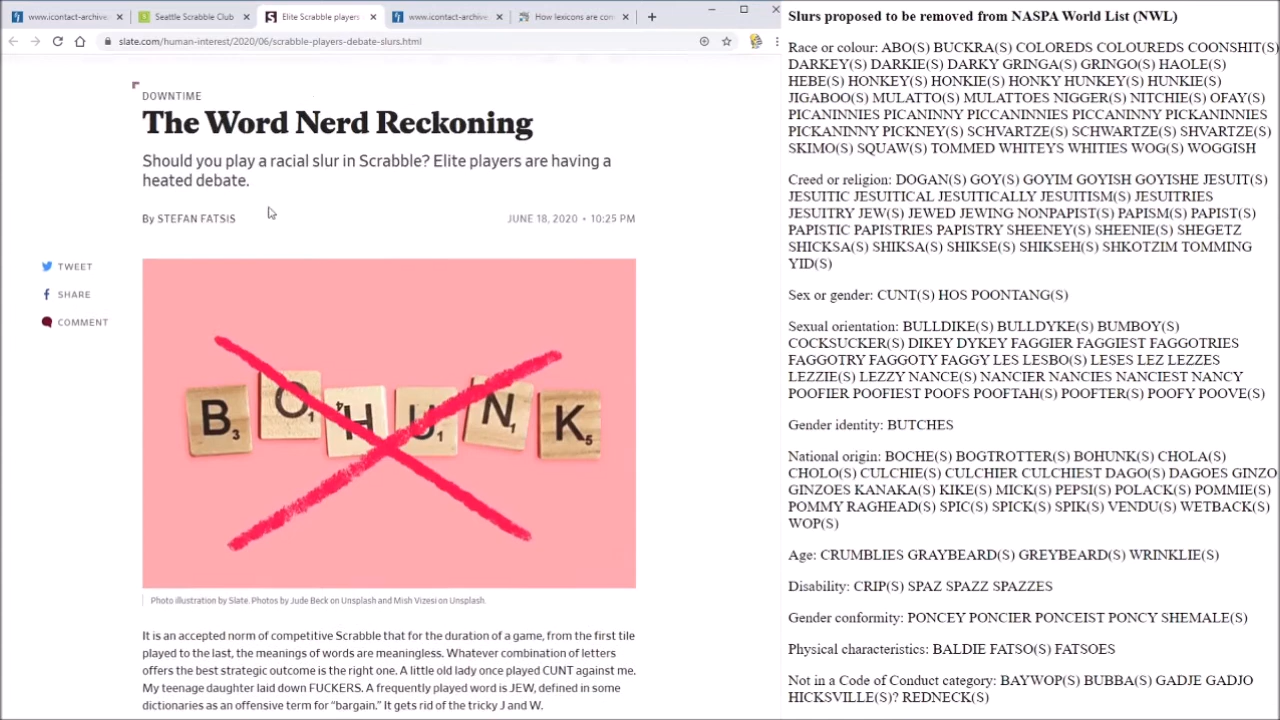 www.icontact-archive...
Seattle Scrabble Club
Elite Scrabble players
www.icontact-archive...
How lexicons are con
slate.com/human-interest/2020/06/scrabble-players-debate-slurs.html
DOWNTIME
The Word Nerd Reckoning
Should you play a racial slur in Scrabble? Elite players are having a
heated debate.
By STEFAN FATSIS
JUNE 18, 2020 • 10:25 PM
TWEET
SHARE
COMMENT
B3 O1 H4 U1 N1 K5
Photo illustration by Slate. Photos by Jude Beck on Unsplash and Mish Vizesi on Unsplash.
It is an accepted norm of competitive Scrabble that for the duration of a game, from the first tile
played to the last, the meanings of words are meaningless. Whatever combination of letters
offers the best strategic outcome is the right one. A little old lady once played CUNT against me.
My teenage daughter laid down FUCKERS. A frequently played word is JEW, defined in some
dictionaries as an offensive term for “bargain.” It gets rid of the tricky J and W.
Slurs proposed to be removed from NASPA World List (NWL)
Race or colour: ABO(S) BUCKRA(S) COLOREDS COLOUREDS COONSHIT(S)
DARKEY(S) DARKIE(S) DARKY GRINGA(S) GRINGO(S) HAOLE(S)
HEBE(S) HONKEY(S) HONKIE(S) HONKY HUNKEY(S) HUNKIE(S)
JIGABOO(S) MULATTO(S) MULATTOES NIGGER(S) NITCHIE(S) OFAY(S)
PICANINNIES PICANINNY PICCANINNIES PICCANINNY PICKANINNIES
PICKANINNY PICKNEY(S) SCHVARTZE(S) SCHWARTZE(S) SHVARTZE(S)
SKIMO(S) SQUAW(S) TOMMED WHITEYS WHITIES WOG(S) WOGGISH
Creed or religion: DOGAN(S) GOY(S) GOYIM GOYISH GOYISHE JESUIT(S)
JESUITIC JESUITICAL JESUITICALLY JESUITISM(S) JESUITRIES
JESUITRY JEW(S) JEWED JEWING NONPAPIST(S) PAPISM(S) PAPIST(S)
PAPISTIC PAPISTRIES PAPISTRY SHEENEY(S) SHEENIE(S) SHEGETZ
SHICKSA(S) SHIKSA(S) SHIKSE(S) SHIKSEH(S) SHKOTZIM TOMMING
YID(S)
Sex or gender: CUNT(S) HOS POONTANG(S)
Sexual orientation: BULLDIKE(S) BULLDYKE(S) BUMBOY(S)
COCKSUCKER(S) DIKEY DYKEY FAGGIER FAGGIEST FAGGOTRIES
FAGGOTRY FAGGOTY FAGGY LES LESBO(S) LESES LEZ LEZZES
LEZZIE(S) LEZZY NANCE(S) NANCIER NANCIES NANCIEST NANCY
POOFIER POOFIEST POOFS POOFTAH(S) POOFTER(S) POOFY POOVE(S)
Gender identity: BUTCHES
National origin: BOCHE(S) BOGTROTTER(S) BOHUNK(S) CHOLA(S)
CHOLO(S) CULCHIE(S) CULCHIER CULCHIEST DAGO(S) DAGOES GINZO
GINZOES KANAKA(S) KIKE(S) MICK(S) PEPSI(S) POLACK(S) POMMIE(S)
POMMY RAGHEAD(S) SPIC(S) SPICK(S) SPIK(S) VENDU(S) WETBACK(S)
WOP(S)
Age: CRUMBLIES GRAYBEARD(S) GREYBEARD(S) WRINKLIE(S)
Disability: CRIP(S) SPAZ SPAZZ SPAZZES
Gender conformity: PONCEY PONCIER PONCEIST PONCY SHEMALE(S)
Physical characteristics: BALDIE FATSO(S) FATSOES
Not in a Code of Conduct category: BAYWOP(S) BUBBA(S) GADJE GADJO
HICKSVILLE(S)? REDNECK(S)